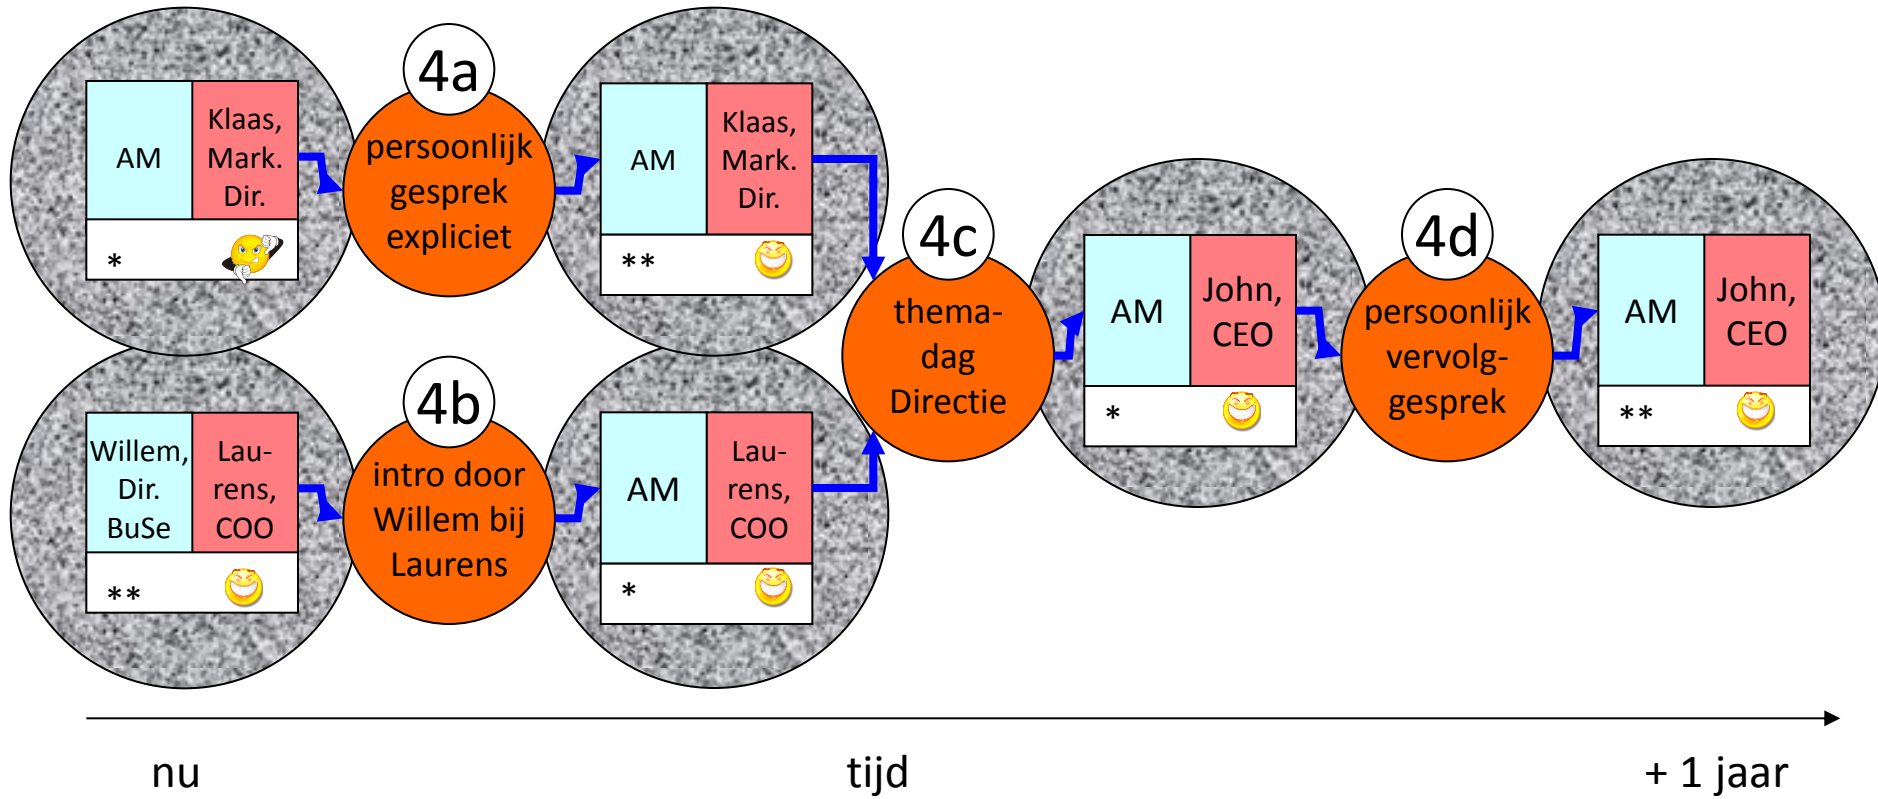 4a
AM
Klaas,
Mark.
Dir.
*
persoonlijk
gesprek
expliciet
AM
Klaas,
Mark.
Dir.
**
4b
Willem,
Dir.
BuSe
Lau-
rens,
COO
**
intro door
Willem bij
Laurens
AM
Lau-
rens,
COO
*
4c
thema-
dag
Directie
AM
John,
CEO
*
4d
persoonlijk
vervolg-
gesprek
AM
John,
CEO
**
nu
tijd
+ 1 jaar